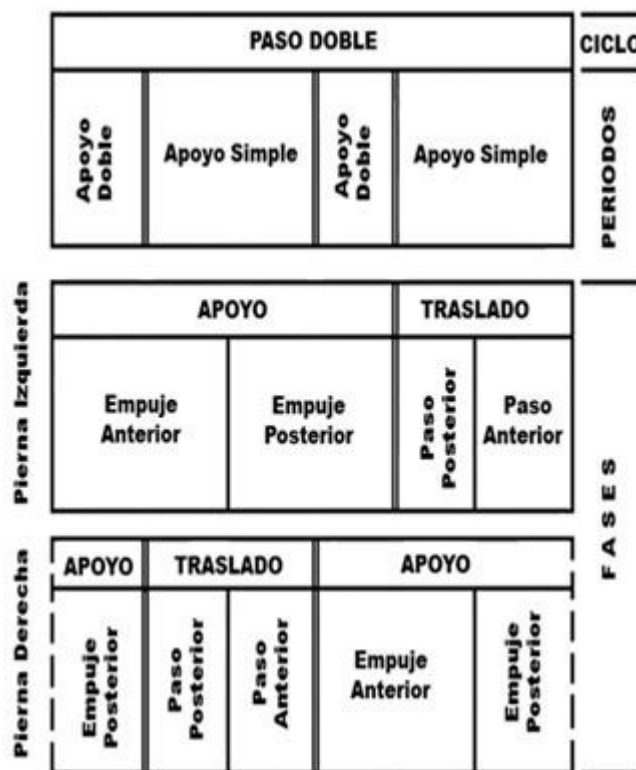 PASO DOBLE
CICLO
Apoyo
Doble
Apoyo Simple
Apoyo
Doble
Apoyo Simple
PERIODOS
Pierna Izquierda
APOYO
TRASLADO
Empuje
Anterior
Empuje
Posterior
Paso
Posterior
Paso
Anterior
FASES
Pierna Derecha
APOYO
TRASLADO
APOYO
Empuje
Posterior
Paso
Posterior
Paso
Anterior
Empuje
Anterior
Empuje
Posterior